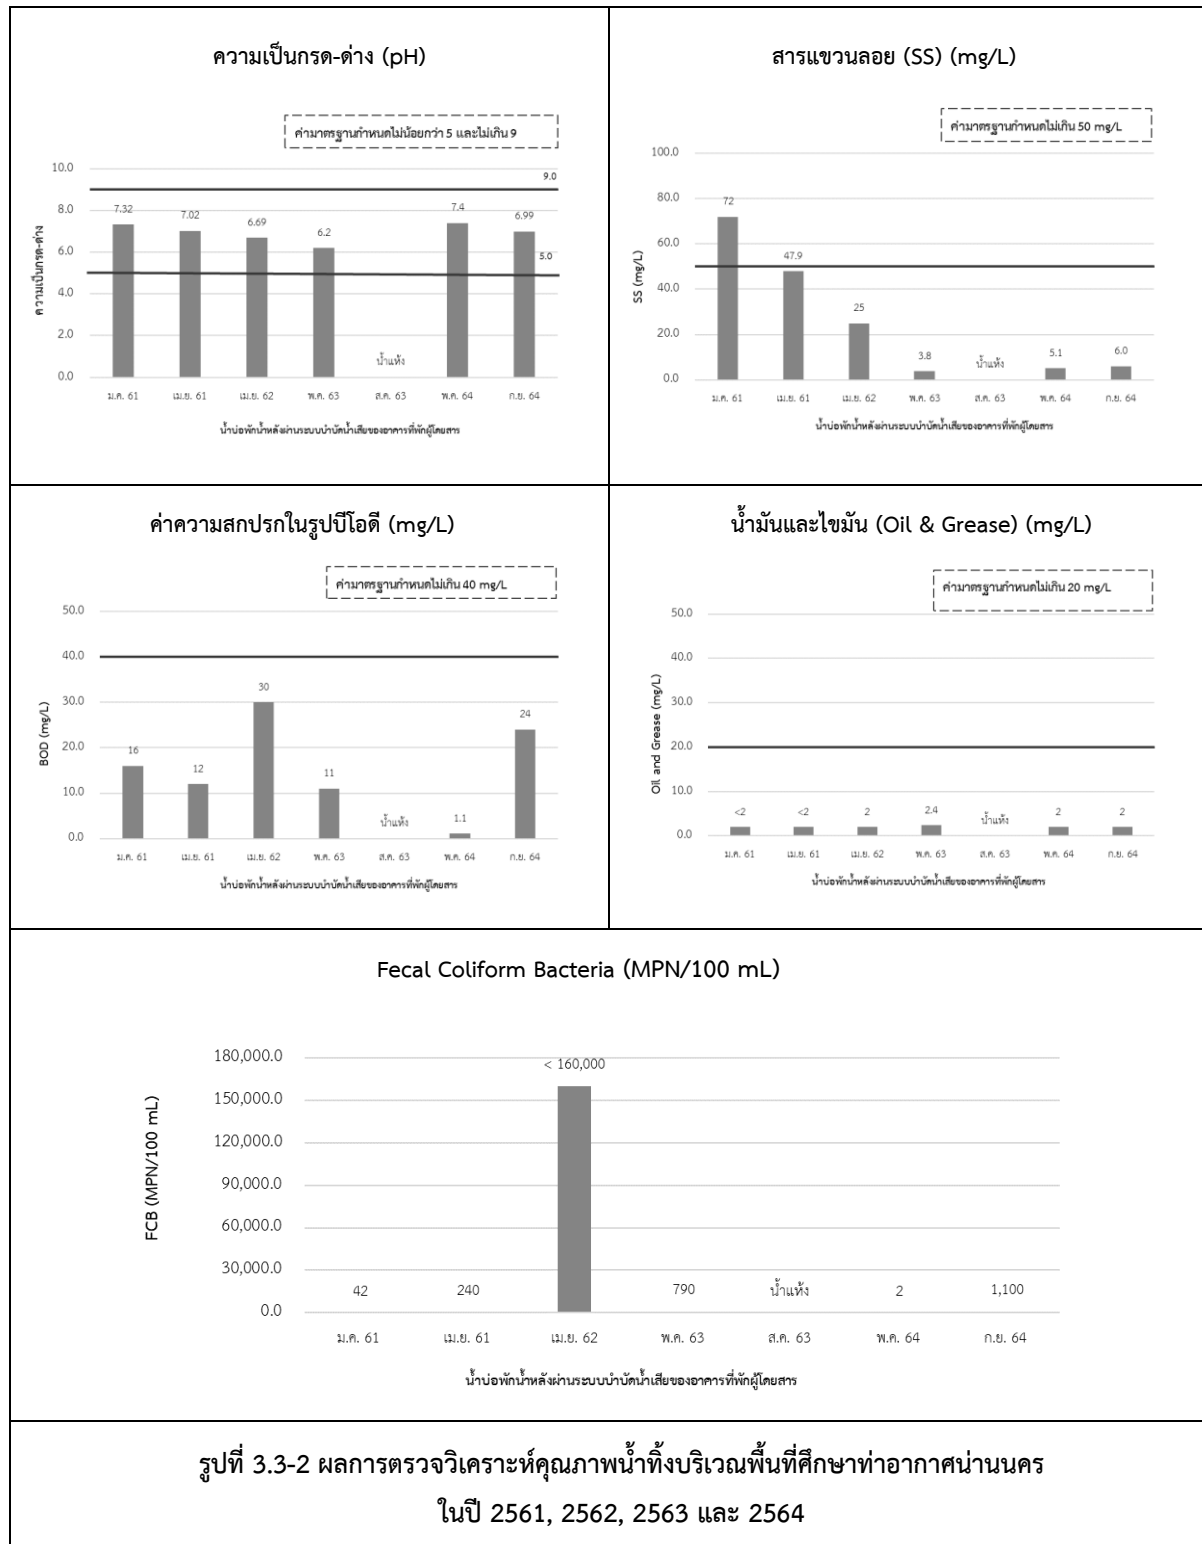 ความเป็นกรด-ด่าง (pH)
ค่ามาตรฐานกำหนดไม่น้อยกว่า 5 และไม่เกิน 9
ความเป็นกรด-ด่าง
10.0
8.0
6.0
4.0
2.0
0.0
9.0
5.0
7.32
7.02
6.69
6.2
น้ำแห้ง
7.4
6.99
ม.ค. 61
เม.ย. 61
เม.ย. 62
พ.ค. 63
ส.ค. 63
พ.ค. 64
ก.ย. 64
น้ำบ่อพักน้ำหลังผ่านระบบบำบัดน้ำเสียของอาคารที่พักผู้โดยสาร
สารแขวนลอย (SS) (mg/L)
ค่ามาตรฐานกำหนดไม่เกิน 50 mg/L
SS (mg/L)
100.0
80.0
60.0
40.0
20.0
0.0
72
47.9
25
3.8
น้ำแห้ง
5.1
6.0
ม.ค. 61
เม.ย. 61
เม.ย. 62
พ.ค. 63
ส.ค. 63
พ.ค. 64
ก.ย. 64
น้ำบ่อพักน้ำหลังผ่านระบบบำบัดน้ำเสียของอาคารที่พักผู้โดยสาร
ค่าความสกปรกในรูปบีโอดี (mg/L)
ค่ามาตรฐานกำหนดไม่เกิน 40 mg/L
BOD (mg/L)
50.0
40.0
30.0
20.0
10.0
0.0
16
12
30
11
น้ำแห้ง
1.1
24
ม.ค. 61
เม.ย. 61
เม.ย. 62
พ.ค. 63
ส.ค. 63
พ.ค. 64
ก.ย. 64
น้ำบ่อพักน้ำหลังผ่านระบบบำบัดน้ำเสียของอาคารที่พักผู้โดยสาร
น้ำมันและไขมัน (Oil & Grease) (mg/L)
ค่ามาตรฐานกำหนดไม่เกิน 20 mg/L
Oil and Grease (mg/L)
50.0
40.0
30.0
20.0
10.0
0.0
<2
<2
2
2.4
น้ำแห้ง
2
2
ม.ค. 61
เม.ย. 61
เม.ย. 62
พ.ค. 63
ส.ค. 63
พ.ค. 64
ก.ย. 64
น้ำบ่อพักน้ำหลังผ่านระบบบำบัดน้ำเสียของอาคารที่พักผู้โดยสาร
Fecal Coliform Bacteria (MPN/100 mL)
FCB (MPN/100 mL)
180,000.0
150,000.0
120,000.0
90,000.0
60,000.0
30,000.0
0.0
42
240
< 160,000
790
น้ำแห้ง
2
1,100
ม.ค. 61
เม.ย. 61
เม.ย. 62
พ.ค. 63
ส.ค. 63
พ.ค. 64
ก.ย. 64
น้ำบ่อพักน้ำหลังผ่านระบบบำบัดน้ำเสียของอาคารที่พักผู้โดยสาร
รูปที่ 3.3-2 ผลการตรวจวิเคราะห์คุณภาพน้ำทิ้งบริเวณพื้นที่ศึกษาท่าอากาศน่านนคร
ในปี 2561, 2562, 2563 และ 2564